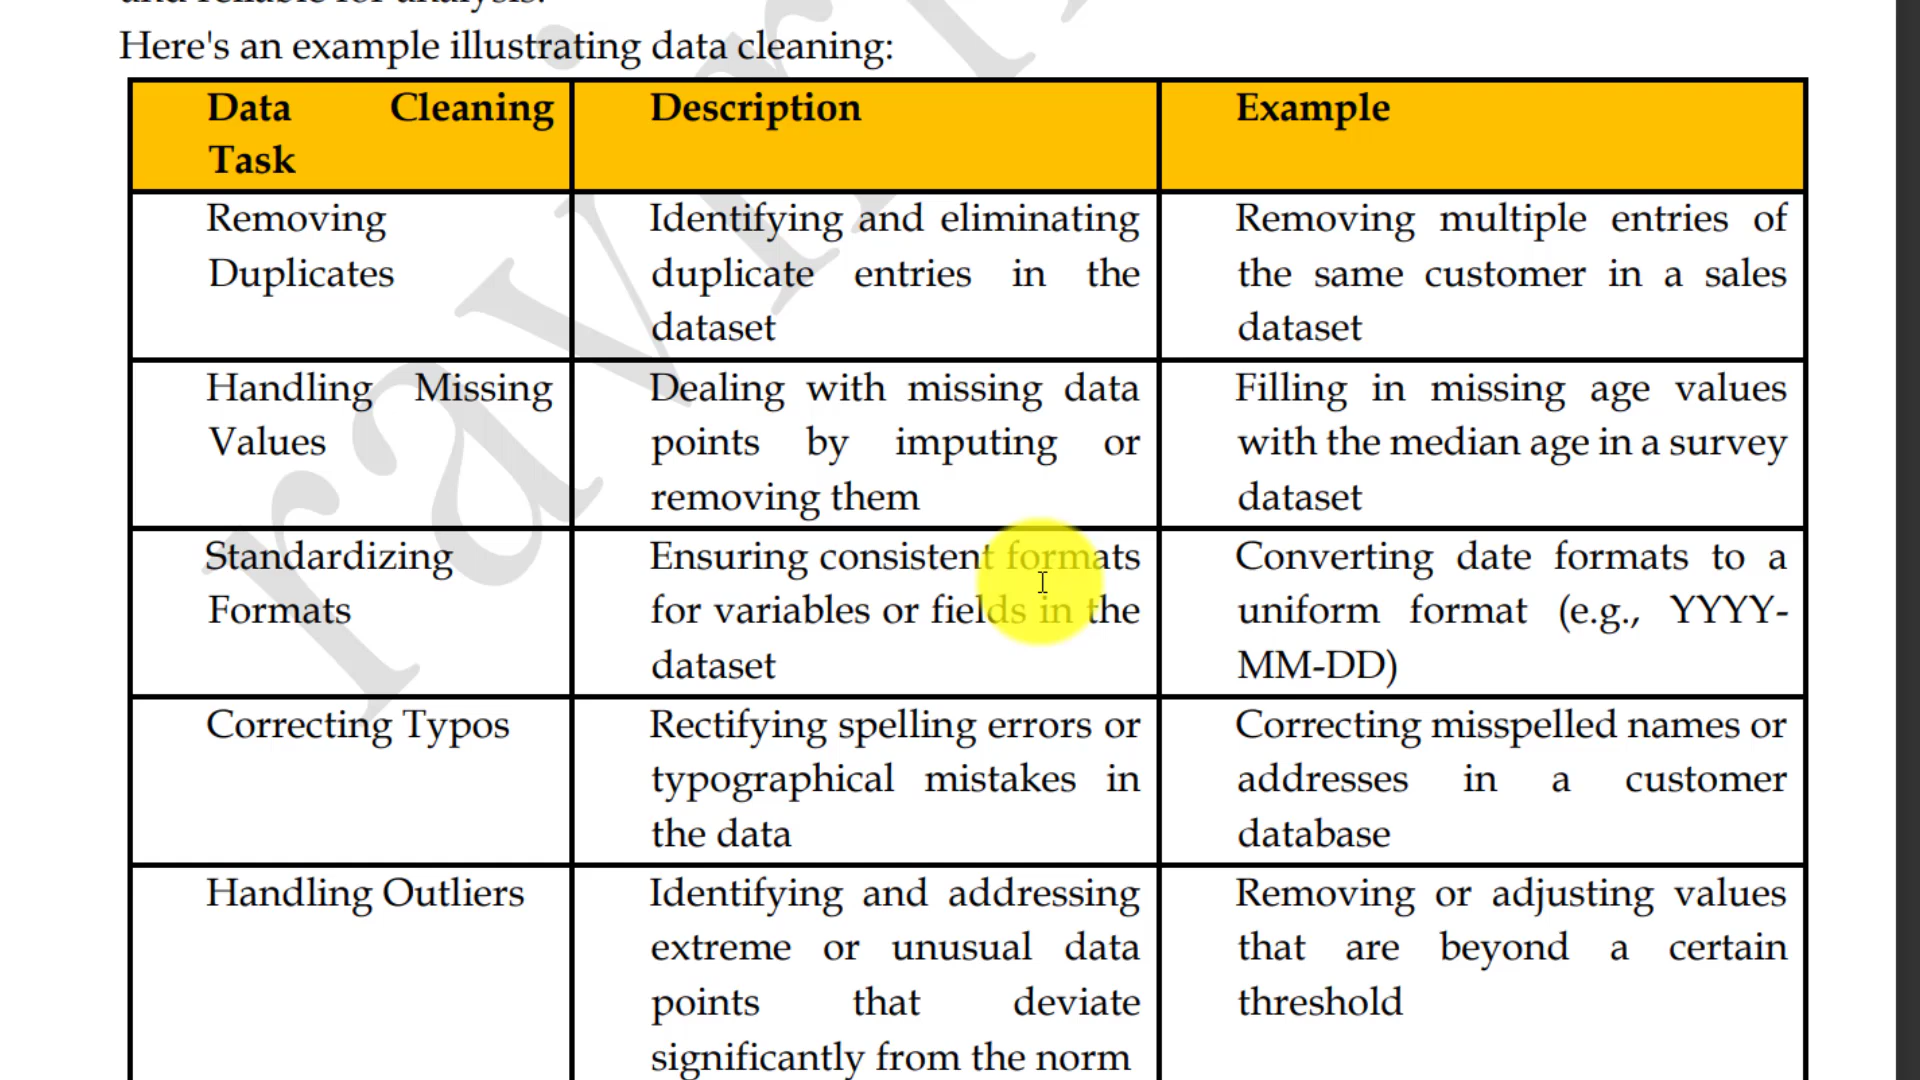 and reliable for analysis.
Here's an example illustrating data cleaning:
Data Cleaning
Task
Description
Example
Removing
Duplicates
Identifying and eliminating
duplicate entries in the
dataset
Removing multiple entries of
the same customer in a sales
dataset
Handling Missing
Values
Dealing with missing data
points by imputing or
removing them
Filling in missing age values
with the median age in a survey
dataset
Standardizing
Formats
Ensuring consistent formats
for variables or fields in the
dataset
Converting date formats to a
uniform format (e.g., YYYY-
MM-DD)
Correcting Typos
Rectifying spelling errors or
typographical mistakes in
the data
Correcting misspelled names or
addresses in a customer
database
Handling Outliers
Identifying and addressing
extreme or unusual data
points that deviate
significantly from the norm
Removing or adjusting values
that are beyond a certain
threshold